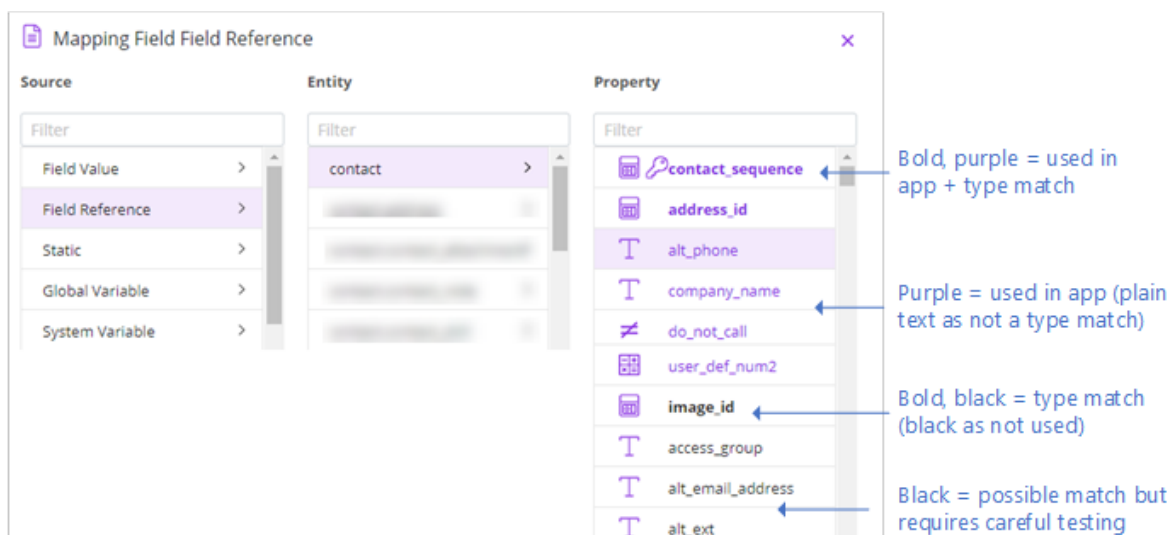 Mapping Field Field Reference
Source
Entity
Property
Filter
Filter
Filter
Field Value
Field Reference
Static
Global Variable
System Variable
contact
contact_sequence
address_id
alt_phone
company_name
do_not_call
user_def_num2
image_id
access_group
alt_email_address
alt_ext
Bold, purple = used in
app + type match
Purple = used in app (plain
text as not a type match)
Bold, black = type match
(black as not used)
Black = possible match but
requires careful testing